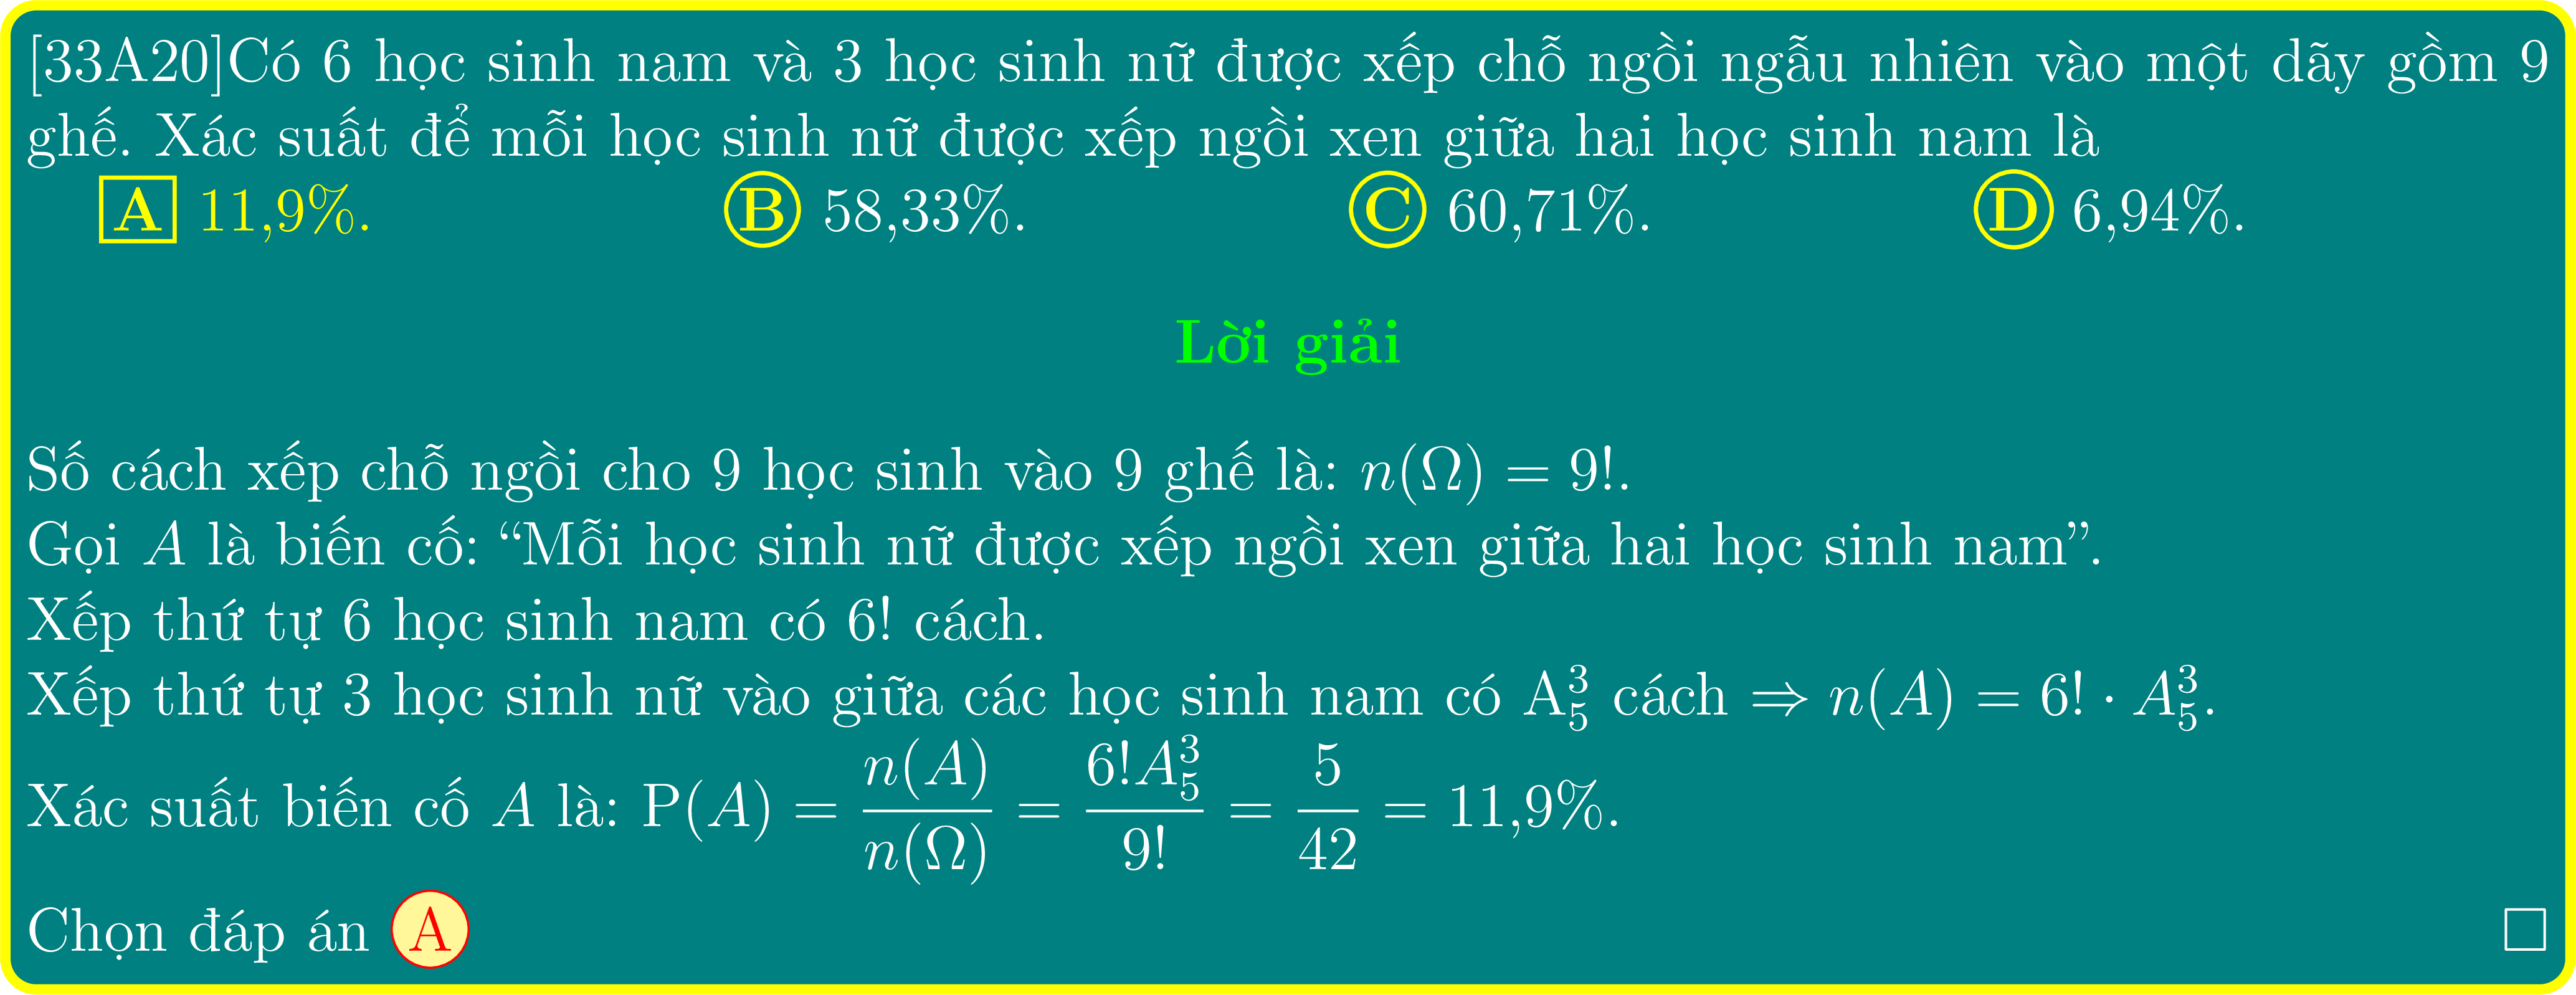 [33A20]Có 6 học sinh nam và 3 học sinh nữ được xếp chỗ ngồi ngẫu nhiên vào một dãy gồm 9
ghế. Xác suất để mỗi học sinh nữ được xếp ngồi xen giữa hai học sinh nam là
A 11,9%. B 58,33%. C 60,71%. D 6,94%.
Lời giải
Số cách xếp chỗ ngồi cho 9 học sinh vào 9 ghế là: $n(\Omega) = 9!$.
Gọi $A$ là biến cố: “Mỗi học sinh nữ được xếp ngồi xen giữa hai học sinh nam”.
Xếp thứ tự 6 học sinh nam có 6! cách.
Xếp thứ tự 3 học sinh nữ vào giữa các học sinh nam có $\mathrm{A}_5^3$ cách $\Rightarrow n(A) = 6! \cdot A_5^3$.
Xác suất biến cố $A$ là: $\mathrm{P}(A) = \dfrac{n(A)}{n(\Omega)} = \dfrac{6!A_5^3}{9!} = \dfrac{5}{42} = 11{,}9\%$.
Chọn đáp án A □